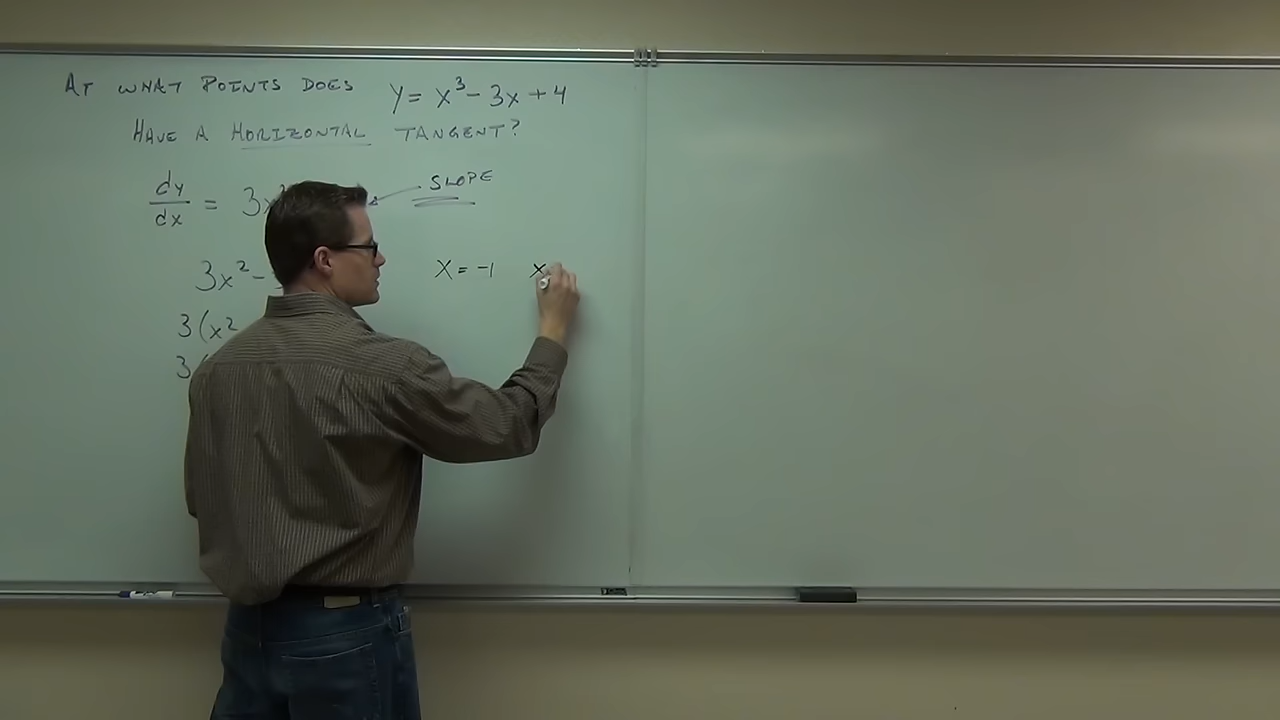 AT WHAT POINTS DOES y = x³ - 3x + 4
HAVE A HORIZONTAL TANGENT?
dy/dx = 3x SLOPE
3x² - X = -1 x
3(x²
3(